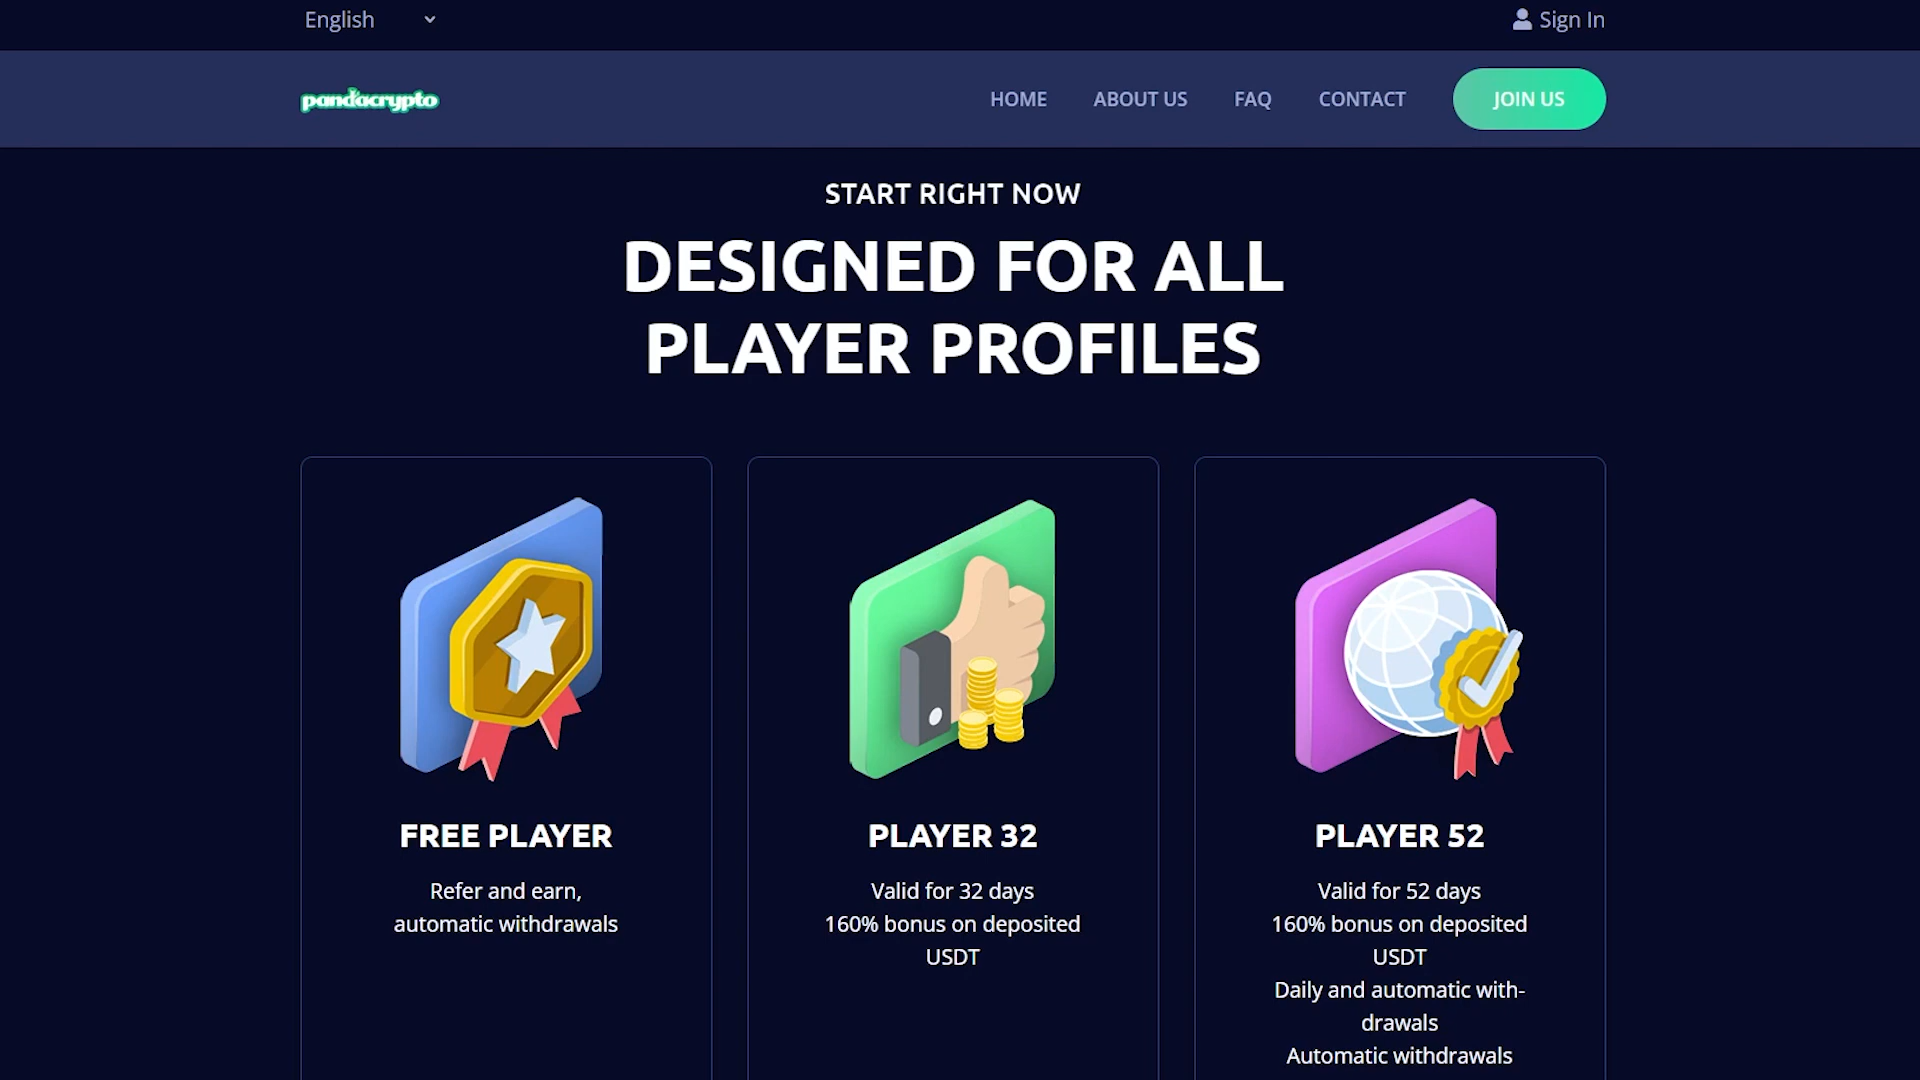 English
Sign In
pandacrypto
HOME
ABOUT US
FAQ
CONTACT
JOIN US
START RIGHT NOW
DESIGNED FOR ALL
PLAYER PROFILES
FREE PLAYER
Refer and earn,
automatic withdrawals
PLAYER 32
Valid for 32 days
160% bonus on deposited
USDT
PLAYER 52
Valid for 52 days
160% bonus on deposited
USDT
Daily and automatic with-
drawals
Automatic withdrawals